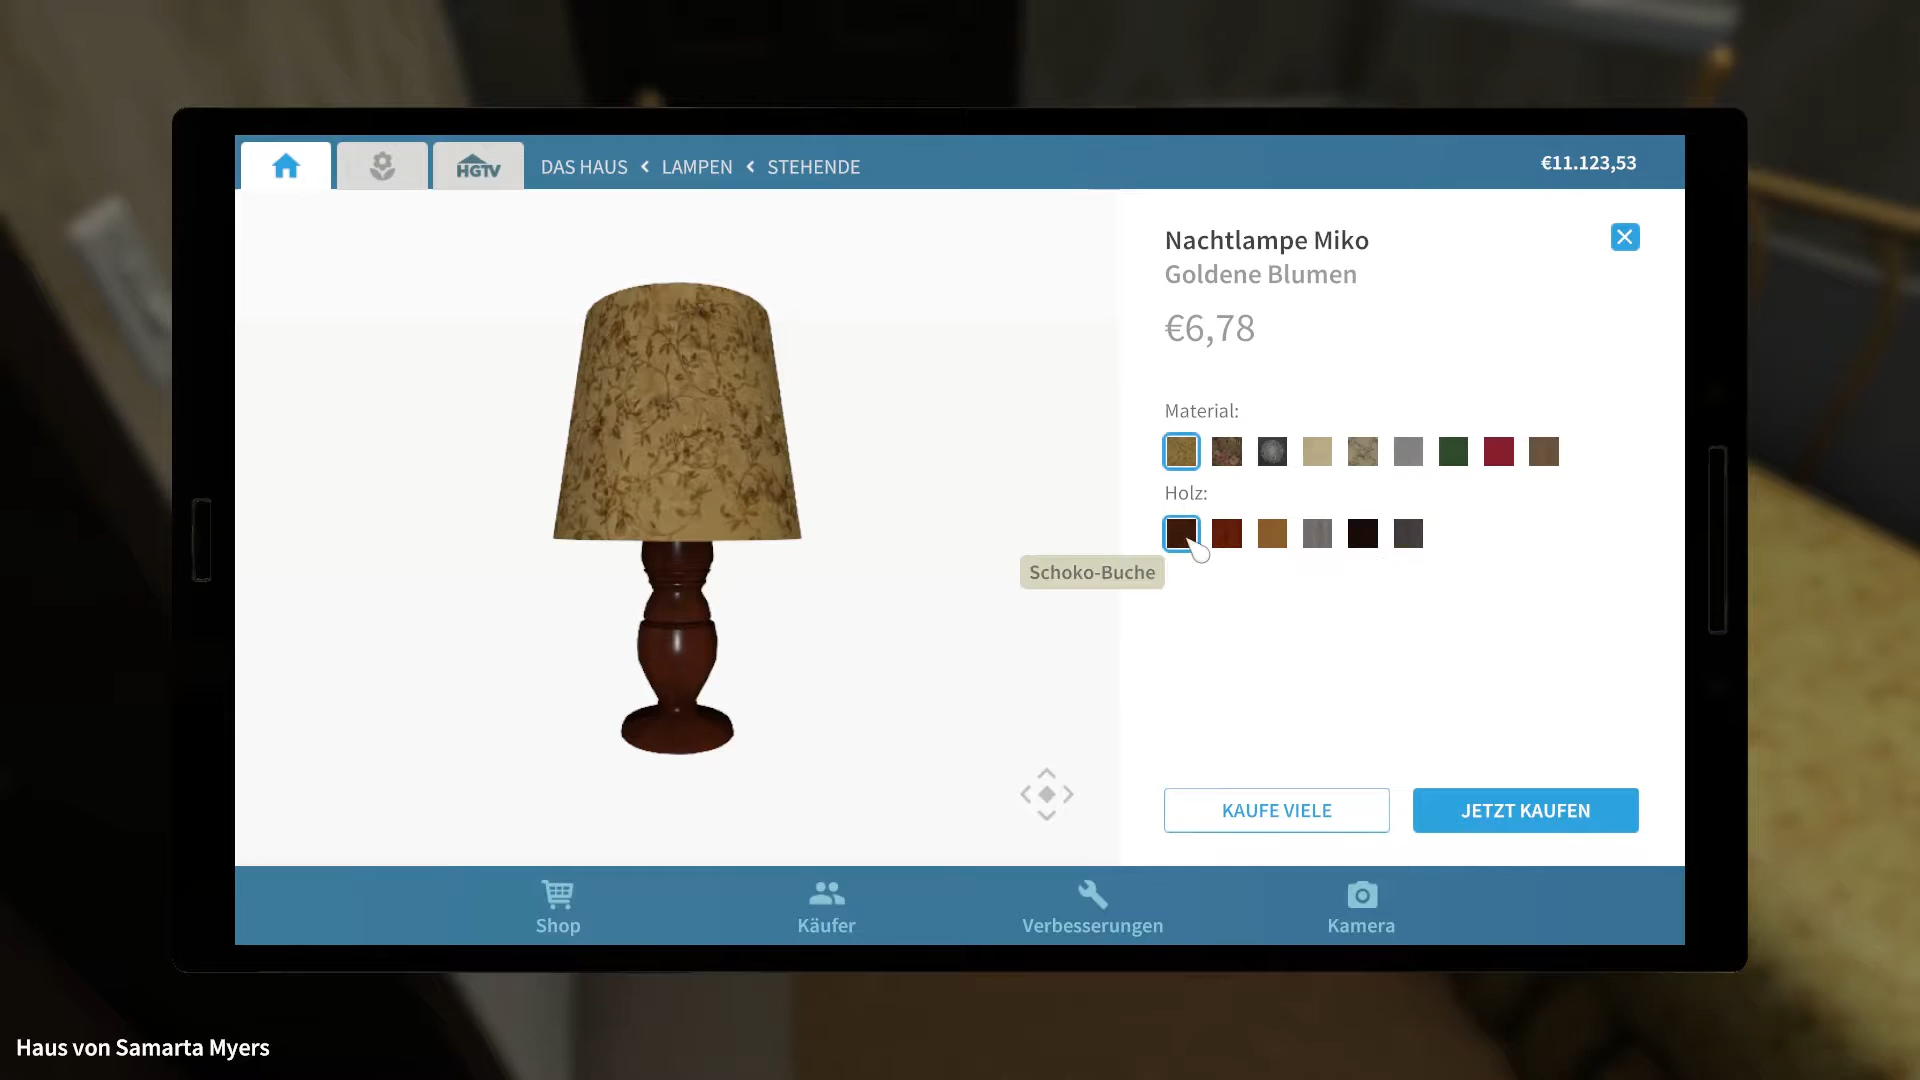 HGTV
DAS HAUS < LAMPEN < STEHENDE
€11.123,53
Nachtlampe Miko
Goldene Blumen
€6,78
Material:
Holz:
Schoko-Buche
KAUFE VIELE
JETZT KAUFEN
Shop
Käufer
Verbesserungen
Kamera
Haus von Samarta Myers